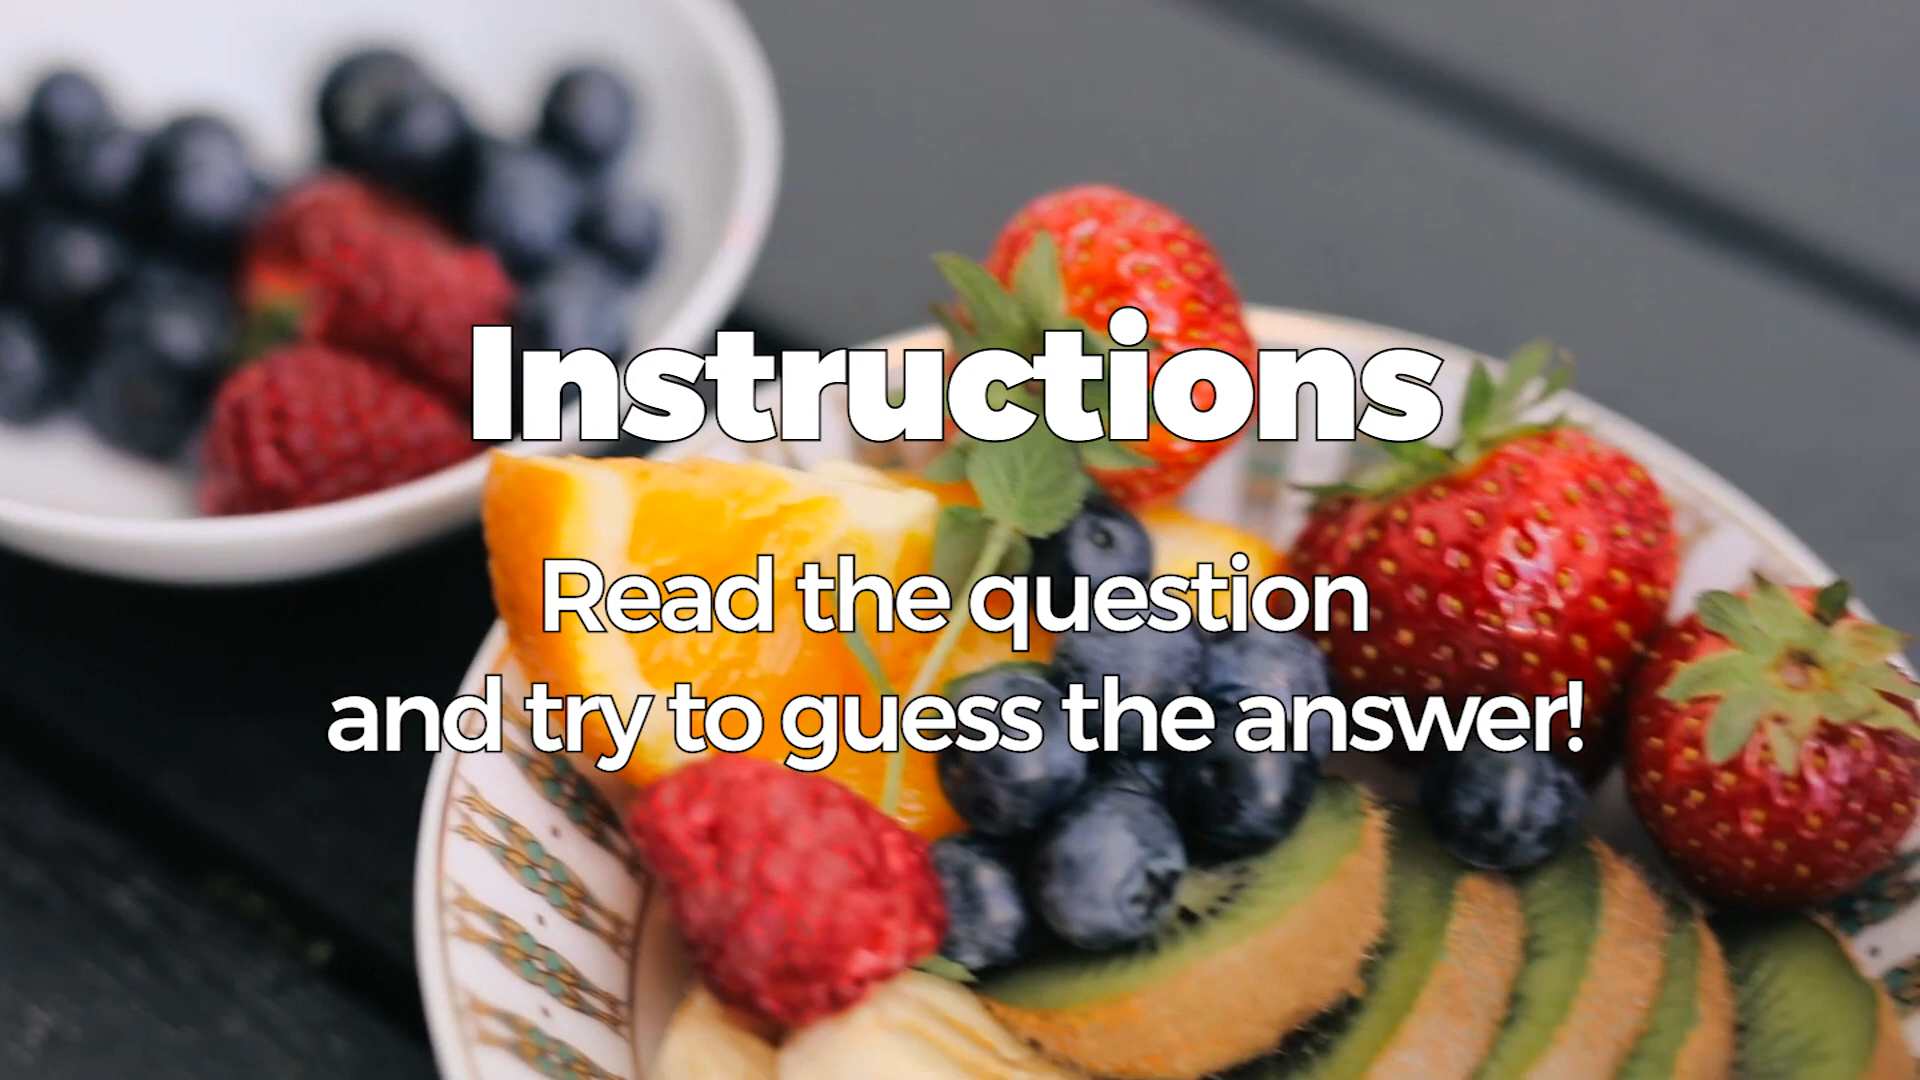 Instructions
Read the question
and try to guess the answer!